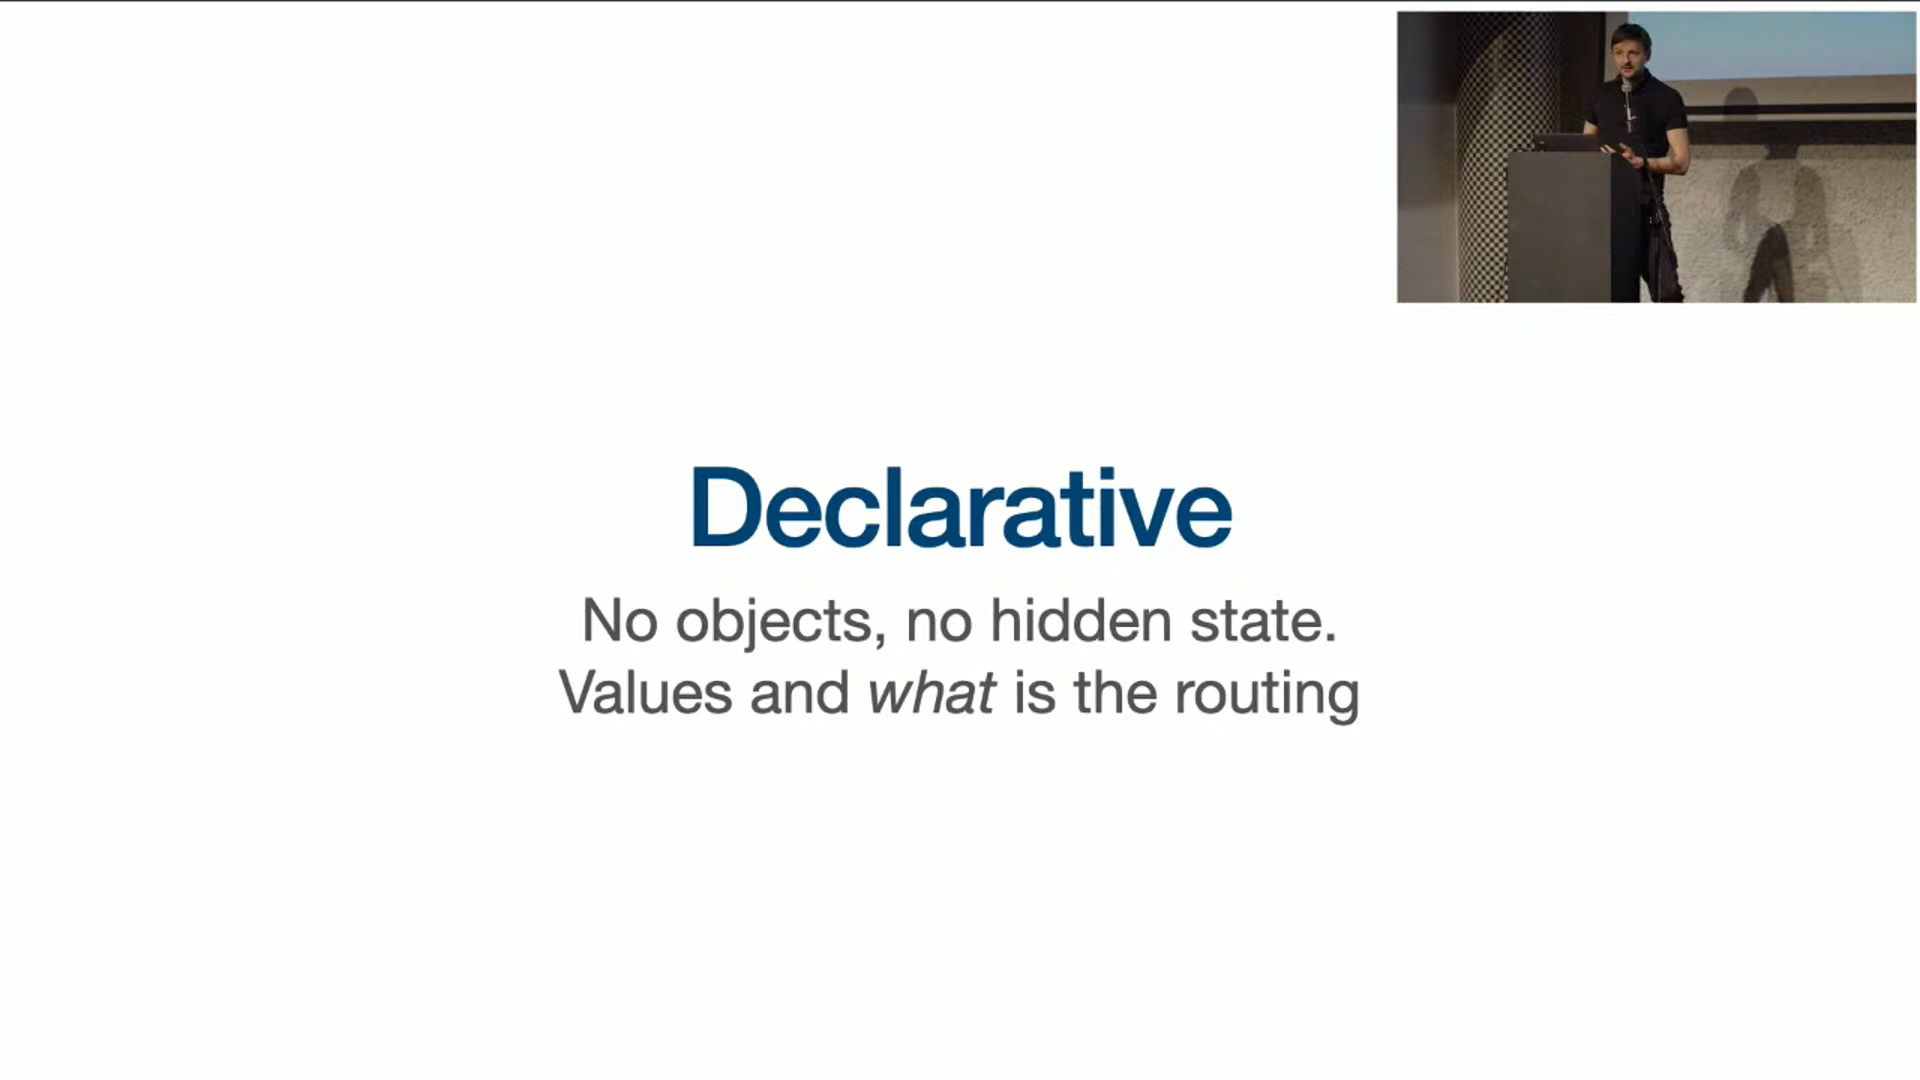 Declarative
No objects, no hidden state.
Values and what is the routing